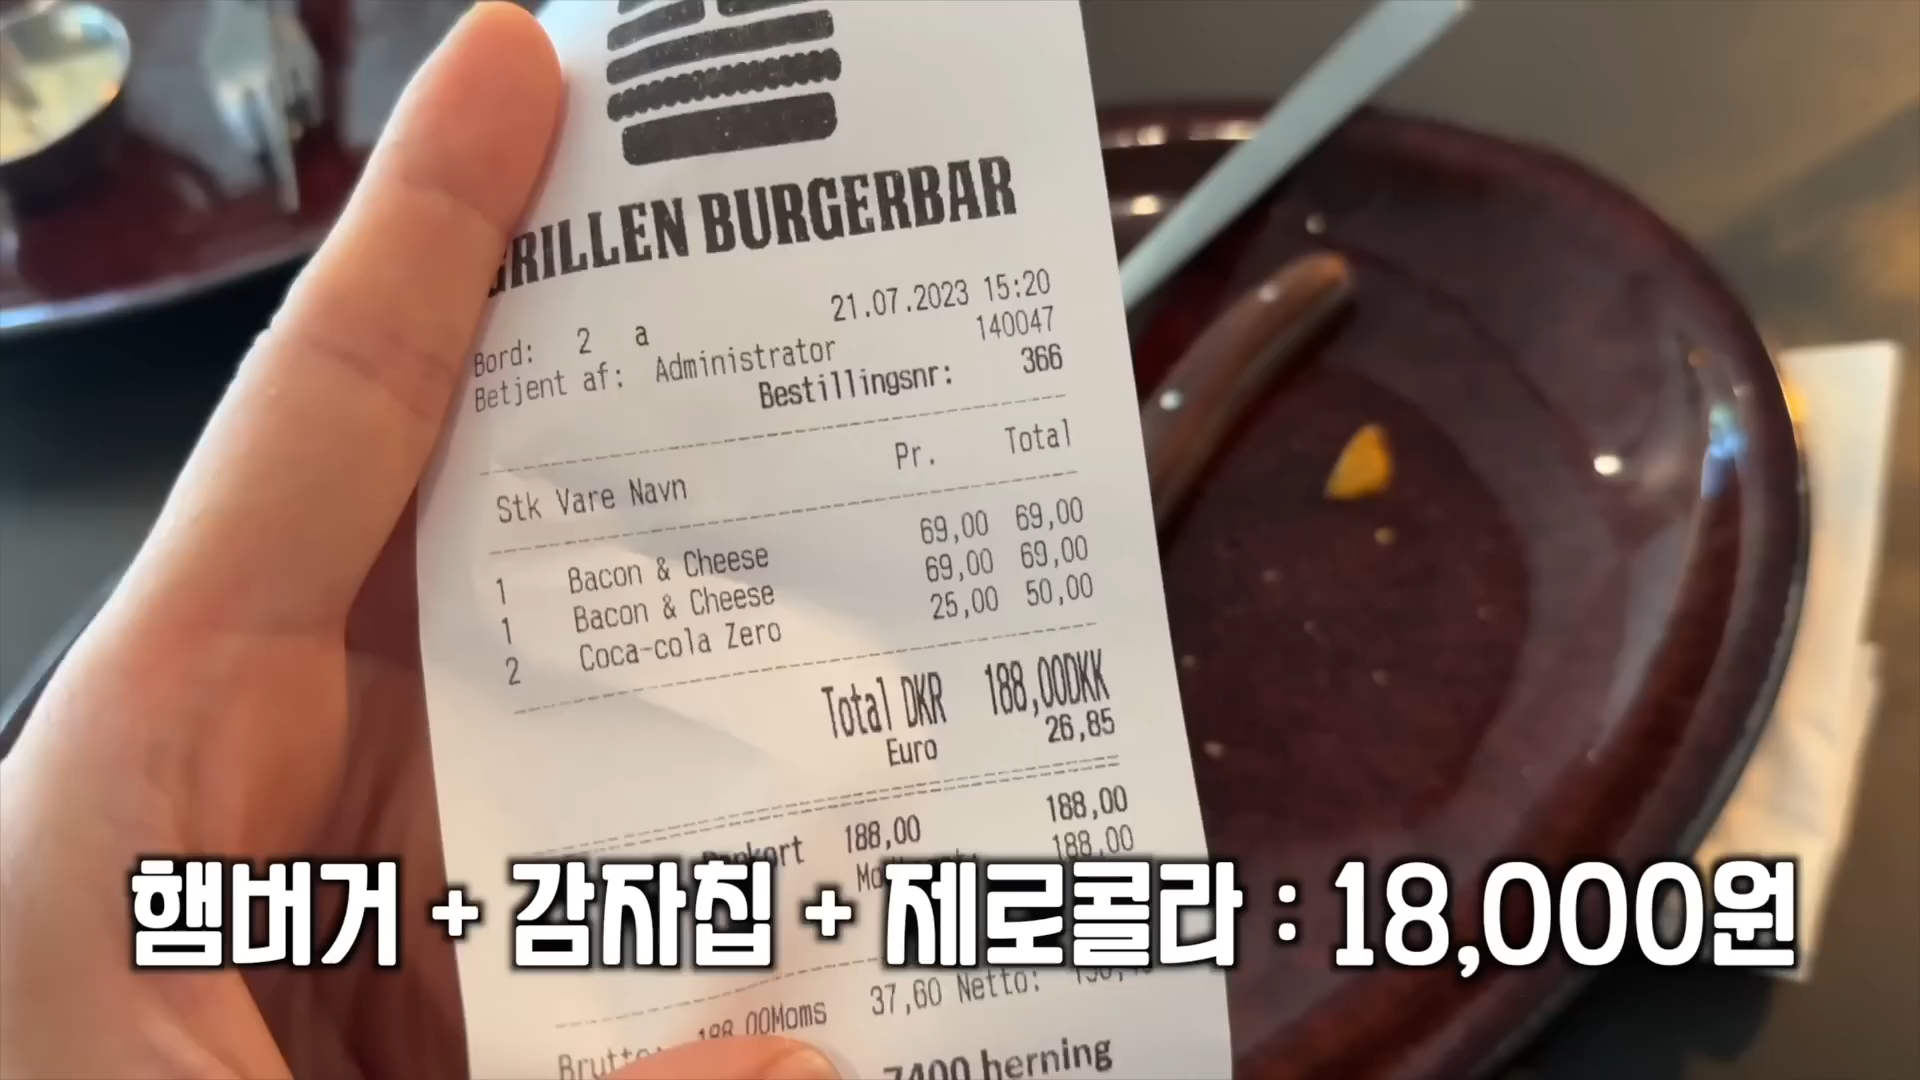 RILLEN BURGERBAR
21.07.2023 15:20
Bord: 2 a
140047
Betjent af: Administrator
Bestillingsnr: 366
Pr. Total
Stk Vare Navn
1 Bacon & Cheese 69,00 69,00
1 Bacon & Cheese 69,00 69,00
2 Coca-cola Zero 25,00 50,00
Total DKR 188,00DKK
Euro 26,85
188,00 188,00
188,00
햄버거 + 감자칩 + 제로콜라 : 18,000원
Moms 37,60 Netto:
7400 herning